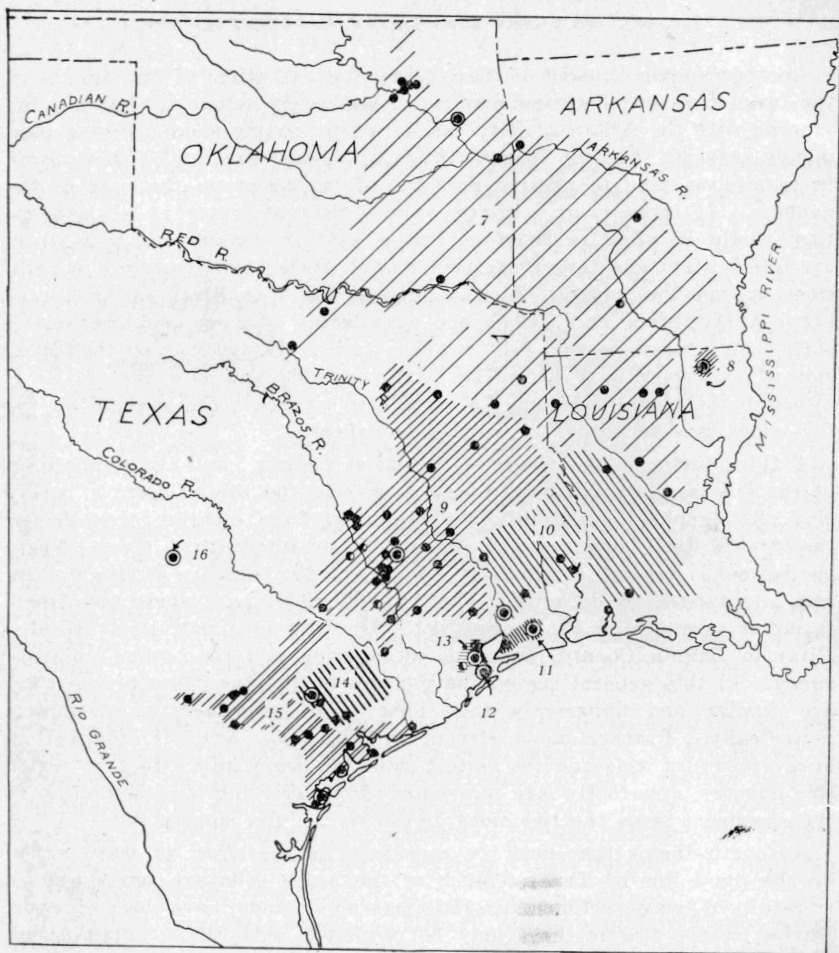 ARKANSAS
CANADIAN R.
OKLAHOMA
ARKANSAS R.
7
RED R.
MISSISSIPPI RIVER
8
TRINITY R.
TEXAS
BRAZOS R.
LOUISIANA
COLORADO R.
9
10
16
13
11
14
15
12
RIO GRANDE